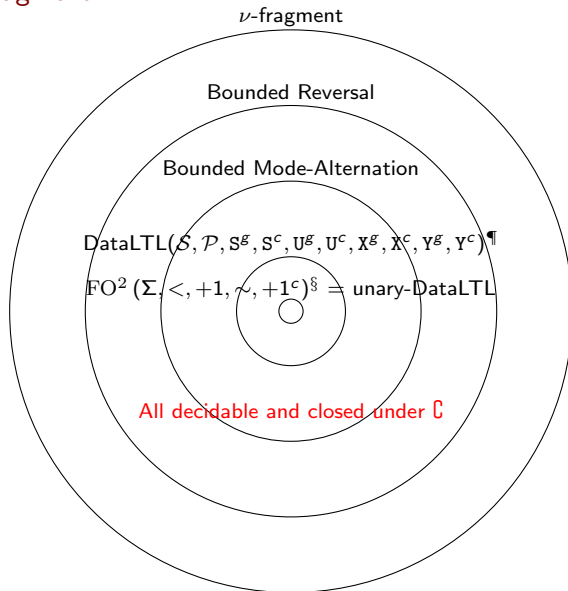 ν-fragment
Bounded Reversal
Bounded Mode-Alternation
DataLTL(𝒮, 𝒫, S^g, S^c, U^g, U^c, X^g, X^c, Y^g, Y^c)^¶
FO² (Σ, <, +1, ∼, +1^c)^§ = unary-DataLTL
All decidable and closed under ∁